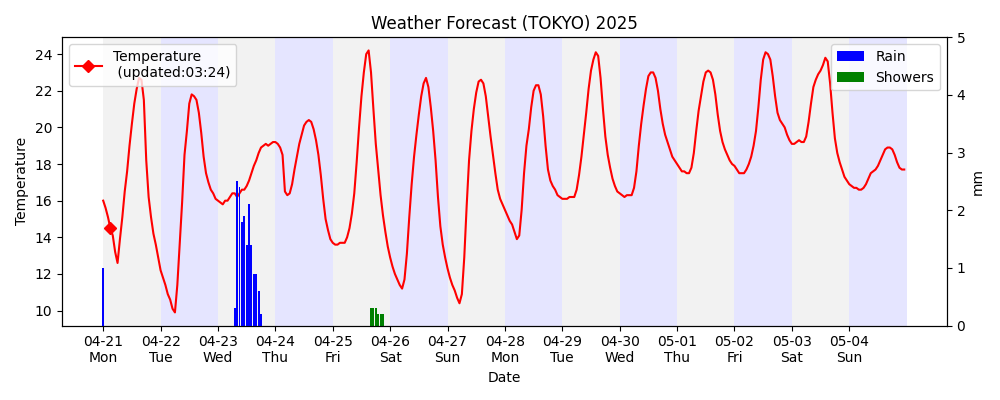 Weather Forecast (TOKYO) 2025
Temperature
(updated:03:24)
Rain
Showers
Temperature
24
22
20
18
16
14
12
10
5
4
3
2
1
0
mm
04-21 04-22 04-23 04-24 04-25 04-26 04-27 04-28 04-29 04-30 05-01 05-02 05-03 05-04
Mon Tue Wed Thu Fri Sat Sun Mon Tue Wed Thu Fri Sat Sun
Date